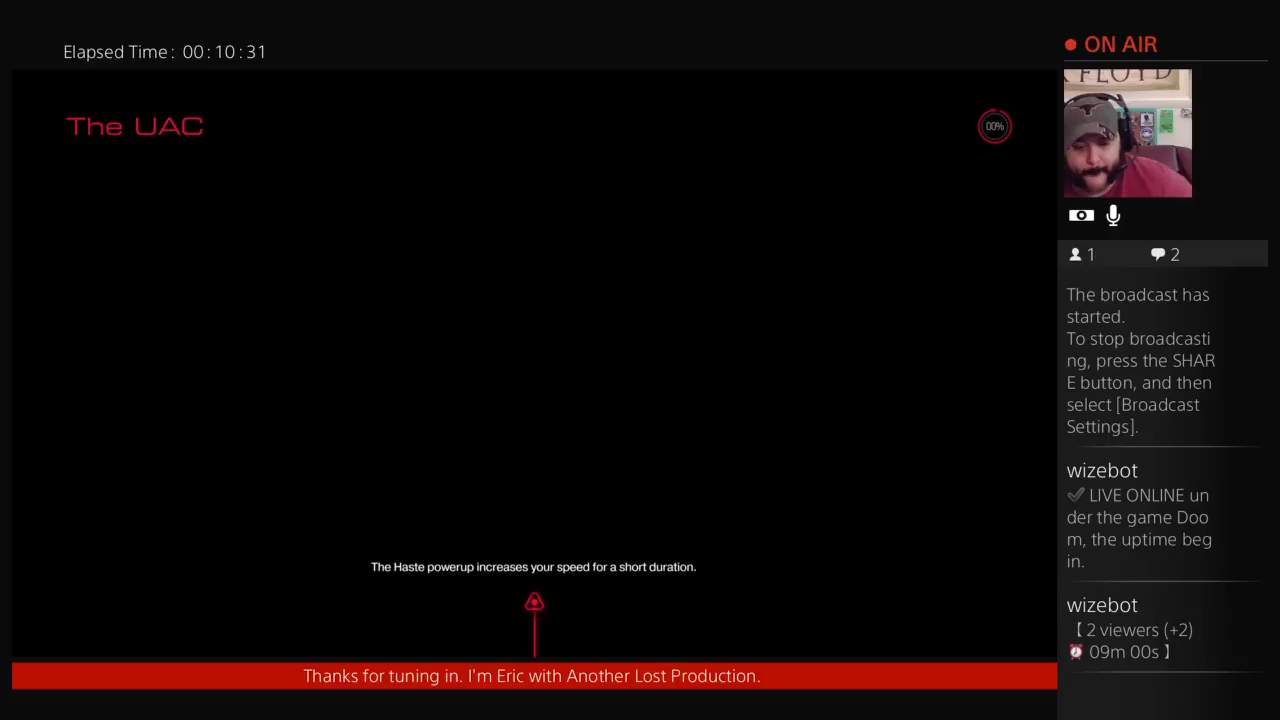 Elapsed Time: 00:10:31
ON AIR
The UAC
00%
FLOYD
1 2
The broadcast has
started.
To stop broadcasti
ng, press the SHAR
E button, and then
select [Broadcast
Settings].
wizebot
✔ LIVE ONLINE un
der the game Doo
m, the uptime beg
in.
wizebot
【2 viewers (+2)
⏰ 09m 00s】
The Haste powerup increases your speed for a short duration.
Thanks for tuning in. I'm Eric with Another Lost Production.